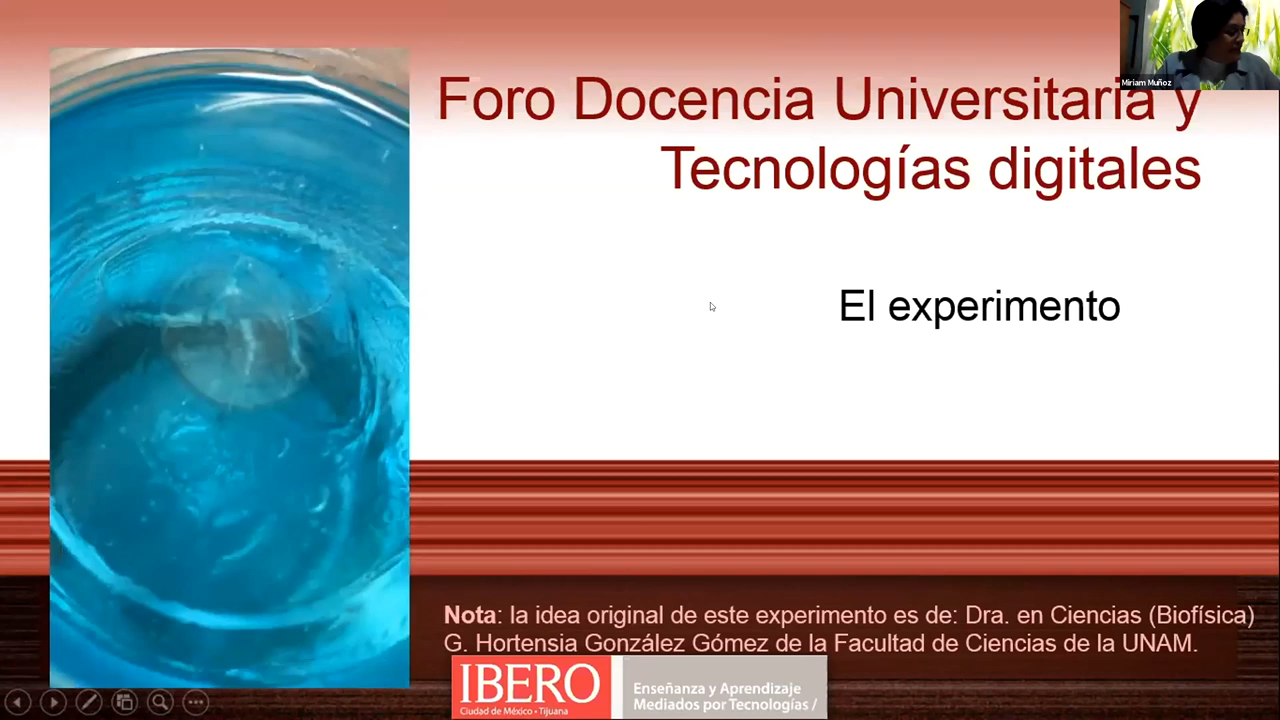 Miriam Muñoz
Foro Docencia Universitaria y
Tecnologías digitales
El experimento
Nota: la idea original de este experimento es de: Dra. en Ciencias (Biofísica)
G. Hortensia González Gómez de la Facultad de Ciencias de la UNAM.
IBERO
Ciudad de México • Tijuana
Enseñanza y Aprendizaje
Mediados por Tecnologías /